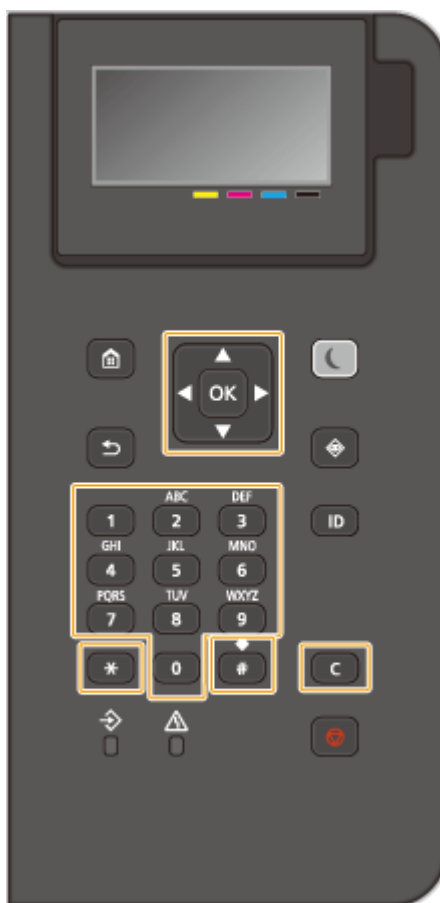 OK
ABC DEF
1 2 3 ID
GHI JKL MNO
4 5 6
PQRS TUV WXYZ
7 8 9
* 0 # C